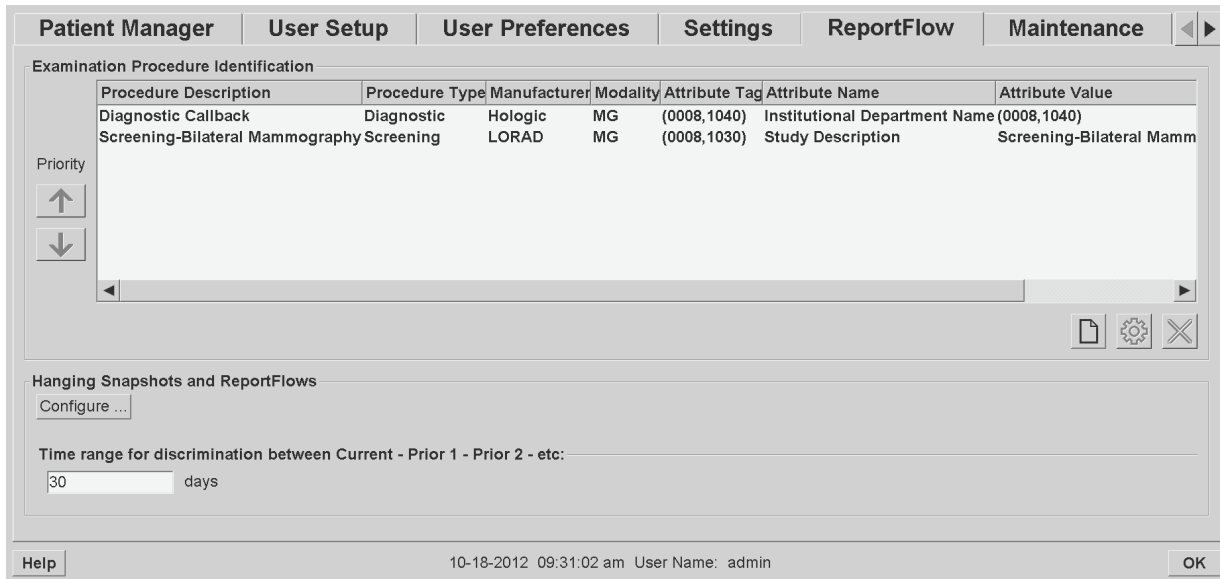 Patient Manager User Setup User Preferences Settings ReportFlow Maintenance
Examination Procedure Identification
Procedure Description Procedure Type Manufacturer Modality Attribute Tag Attribute Name Attribute Value
Diagnostic Callback Diagnostic Hologic MG (0008,1040) Institutional Department Name (0008,1040)
Screening-Bilateral Mammography Screening LORAD MG (0008,1030) Study Description Screening-Bilateral Mamm
Priority
Hanging Snapshots and ReportFlows
Configure ...
Time range for discrimination between Current - Prior 1 - Prior 2 - etc:
30 days
Help 10-18-2012 09:31:02 am User Name: admin OK